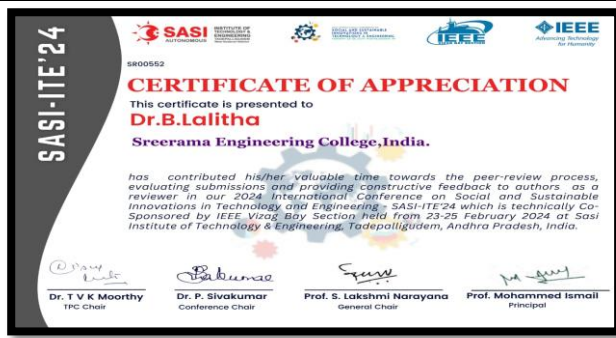 SASI-ITE'24
SASI
AUTONOMOUS
INSTITUTE OF
TECHNOLOGY &
ENGINEERING
IEEE
IEEE
Advancing Technology
for Humanity
SR00552
CERTIFICATE OF APPRECIATION
This certificate is presented to
Dr.B.Lalitha
Sreerama Engineering College,India.
has contributed his/her valuable time towards the peer-review process,
evaluating submissions and providing constructive feedback to authors as a
reviewer in our 2024 International Conference on Social and Sustainable
Innovations in Technology and Engineering - SASI-ITE'24 which is technically Co-
Sponsored by IEEE Vizag Bay Section held from 23-25 February 2024 at Sasi
Institute of Technology & Engineering, Tadepalligudem, Andhra Pradesh, India.
Dr. T V K Moorthy
TPC Chair
Dr. P. Sivakumar
Conference Chair
Prof. S. Lakshmi Narayana
General Chair
Prof. Mohammed Ismail
Principal